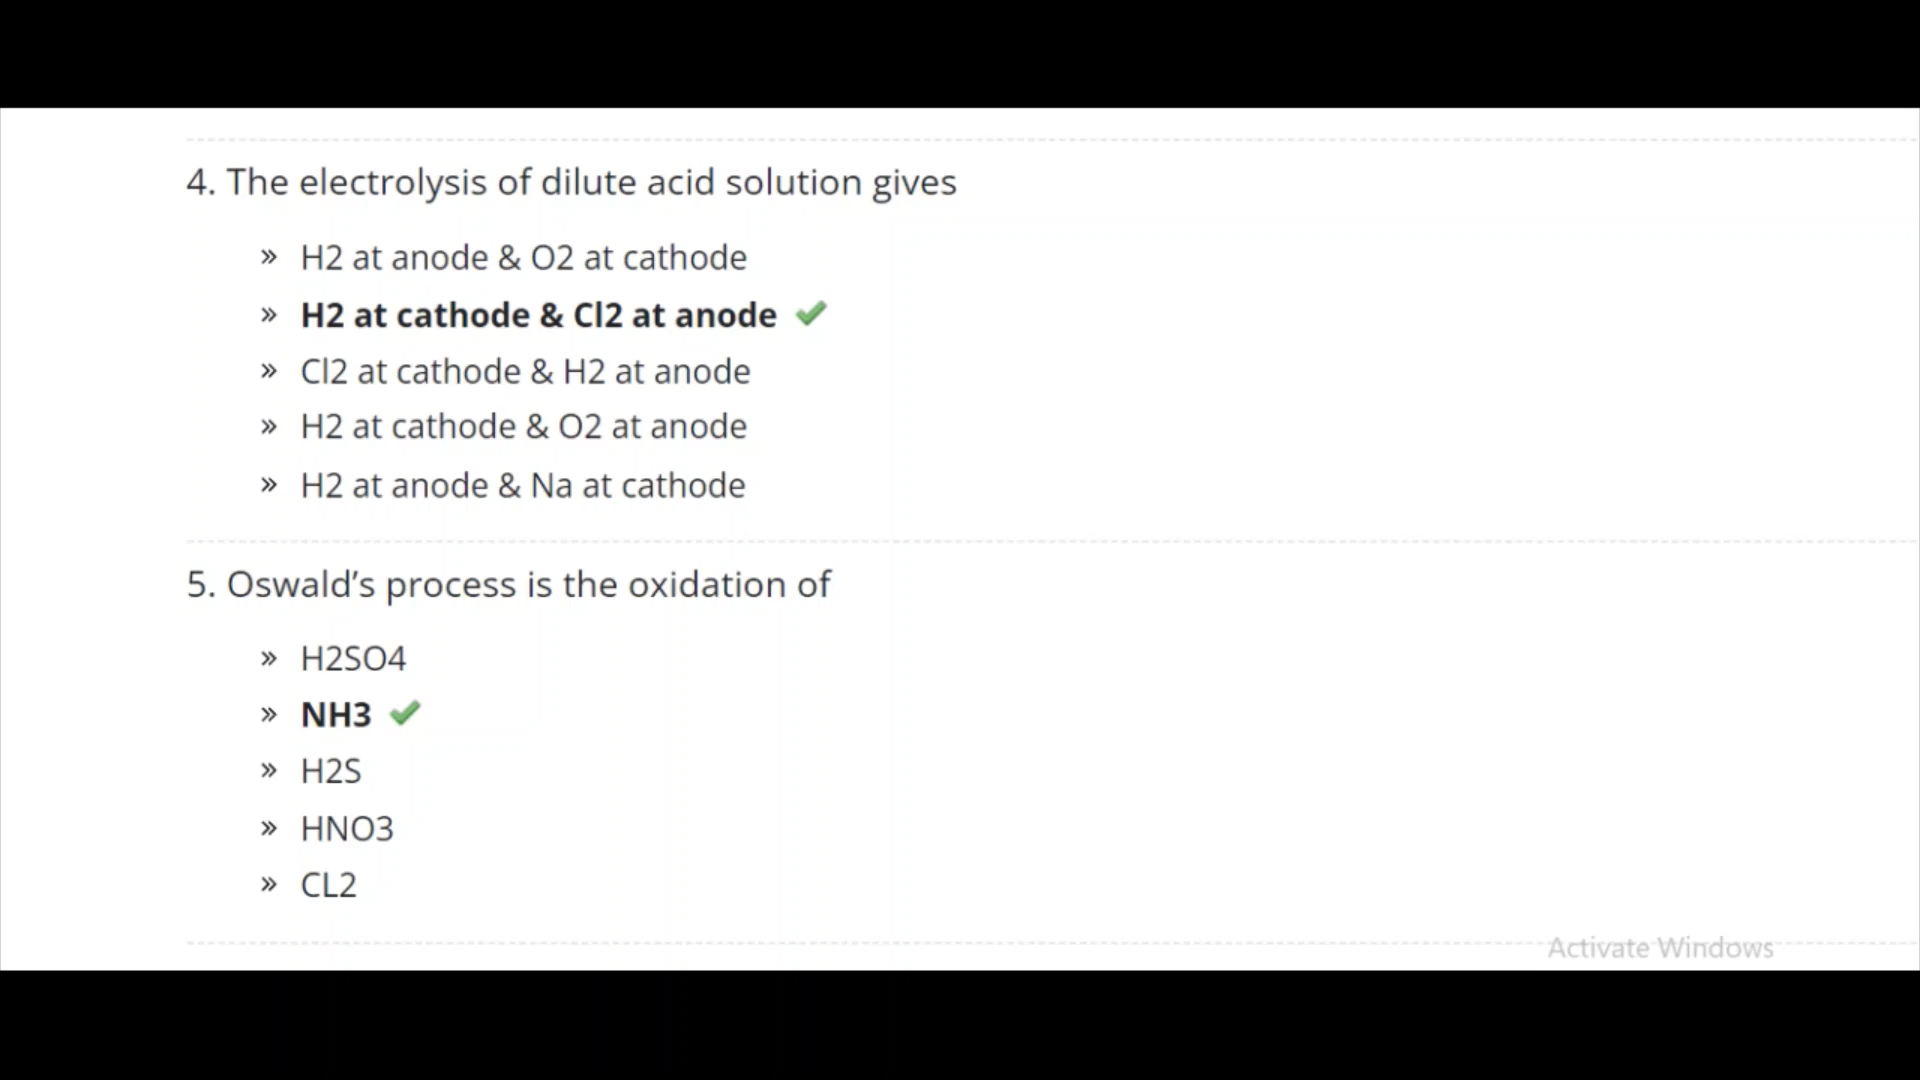 4. The electrolysis of dilute acid solution gives
» H2 at anode & O2 at cathode
» H2 at cathode & Cl2 at anode ✔
» Cl2 at cathode & H2 at anode
» H2 at cathode & O2 at anode
» H2 at anode & Na at cathode
5. Oswald’s process is the oxidation of
» H2SO4
» NH3 ✔
» H2S
» HNO3
» CL2
Activate Windows